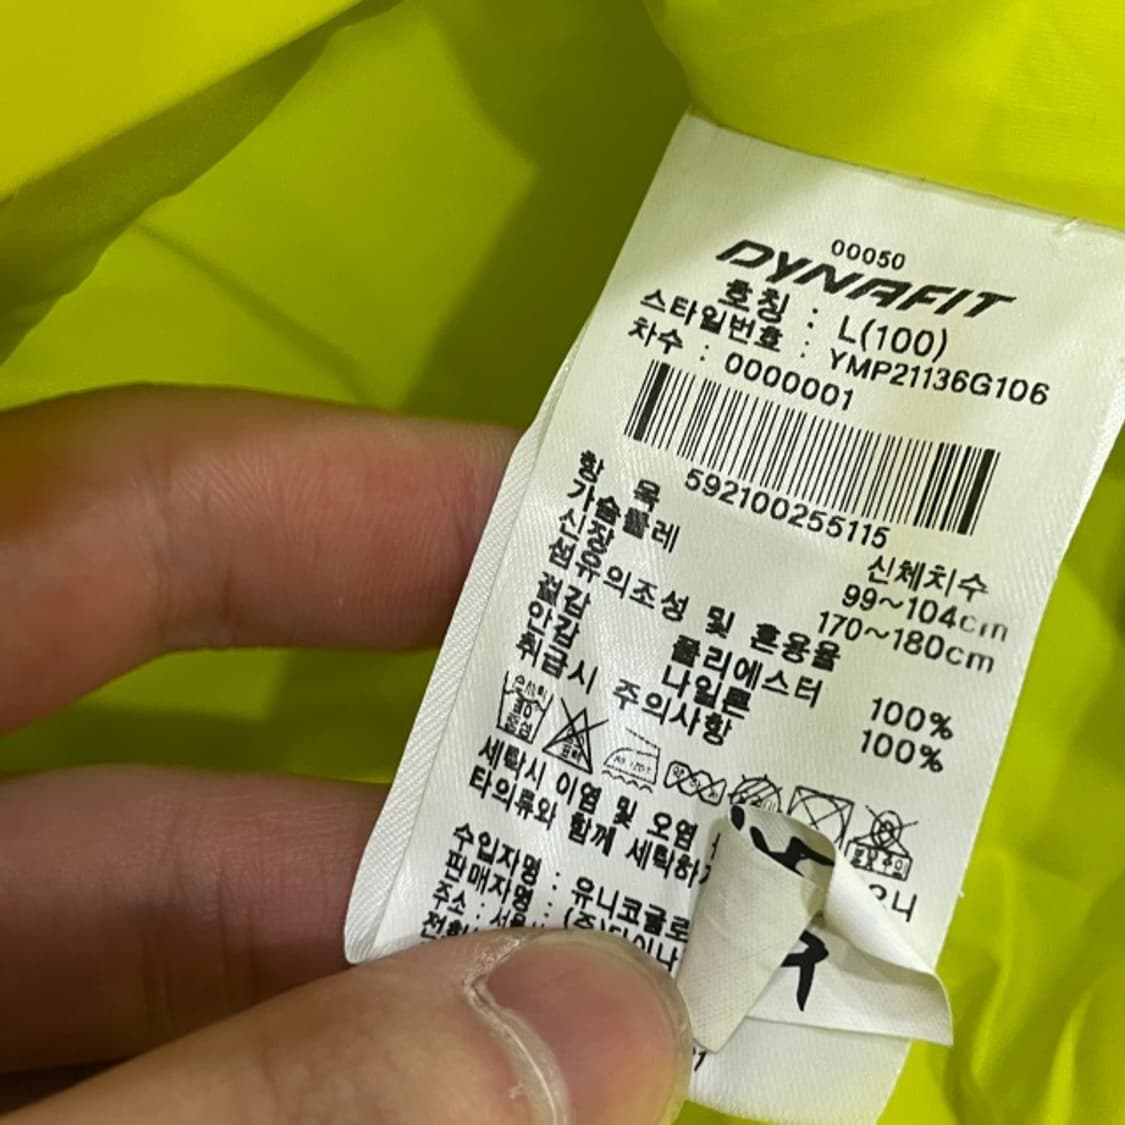 00050
DYNAFIT
호칭 : L(100)
스타일번호 : YMP21136G106
차수 : 0000001
592100255115
항 목 신체치수
가슴둘레 99~104cm
신장 170~180cm
섬유의조성 및 혼용율
겉감 폴리에스터 100%
안감 나일론 100%
취급시 주의사항
세탁시 이염 및 오염
타의류와 함께 세탁하지
수입자명 : 유니코글로
판매자명 : (주)다이나
주소 :